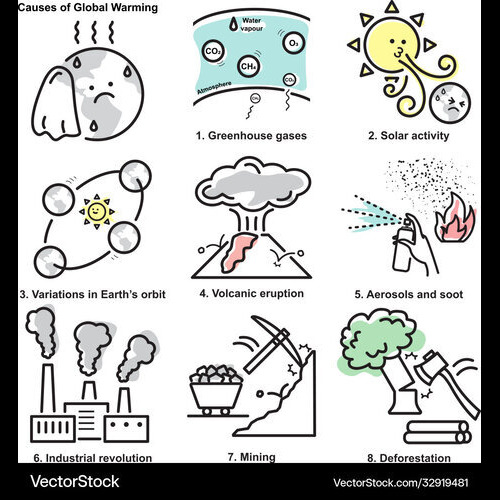 Causes of Global Warming
Water
vapour
CO₂
O₃
CH₄
CO₂
Atmosphere
1. Greenhouse gases
2. Solar activity
3. Variations in Earth's orbit
4. Volcanic eruption
5. Aerosols and soot
6. Industrial revolution
7. Mining
8. Deforestation
VectorStock®
VectorStock.com/32919481